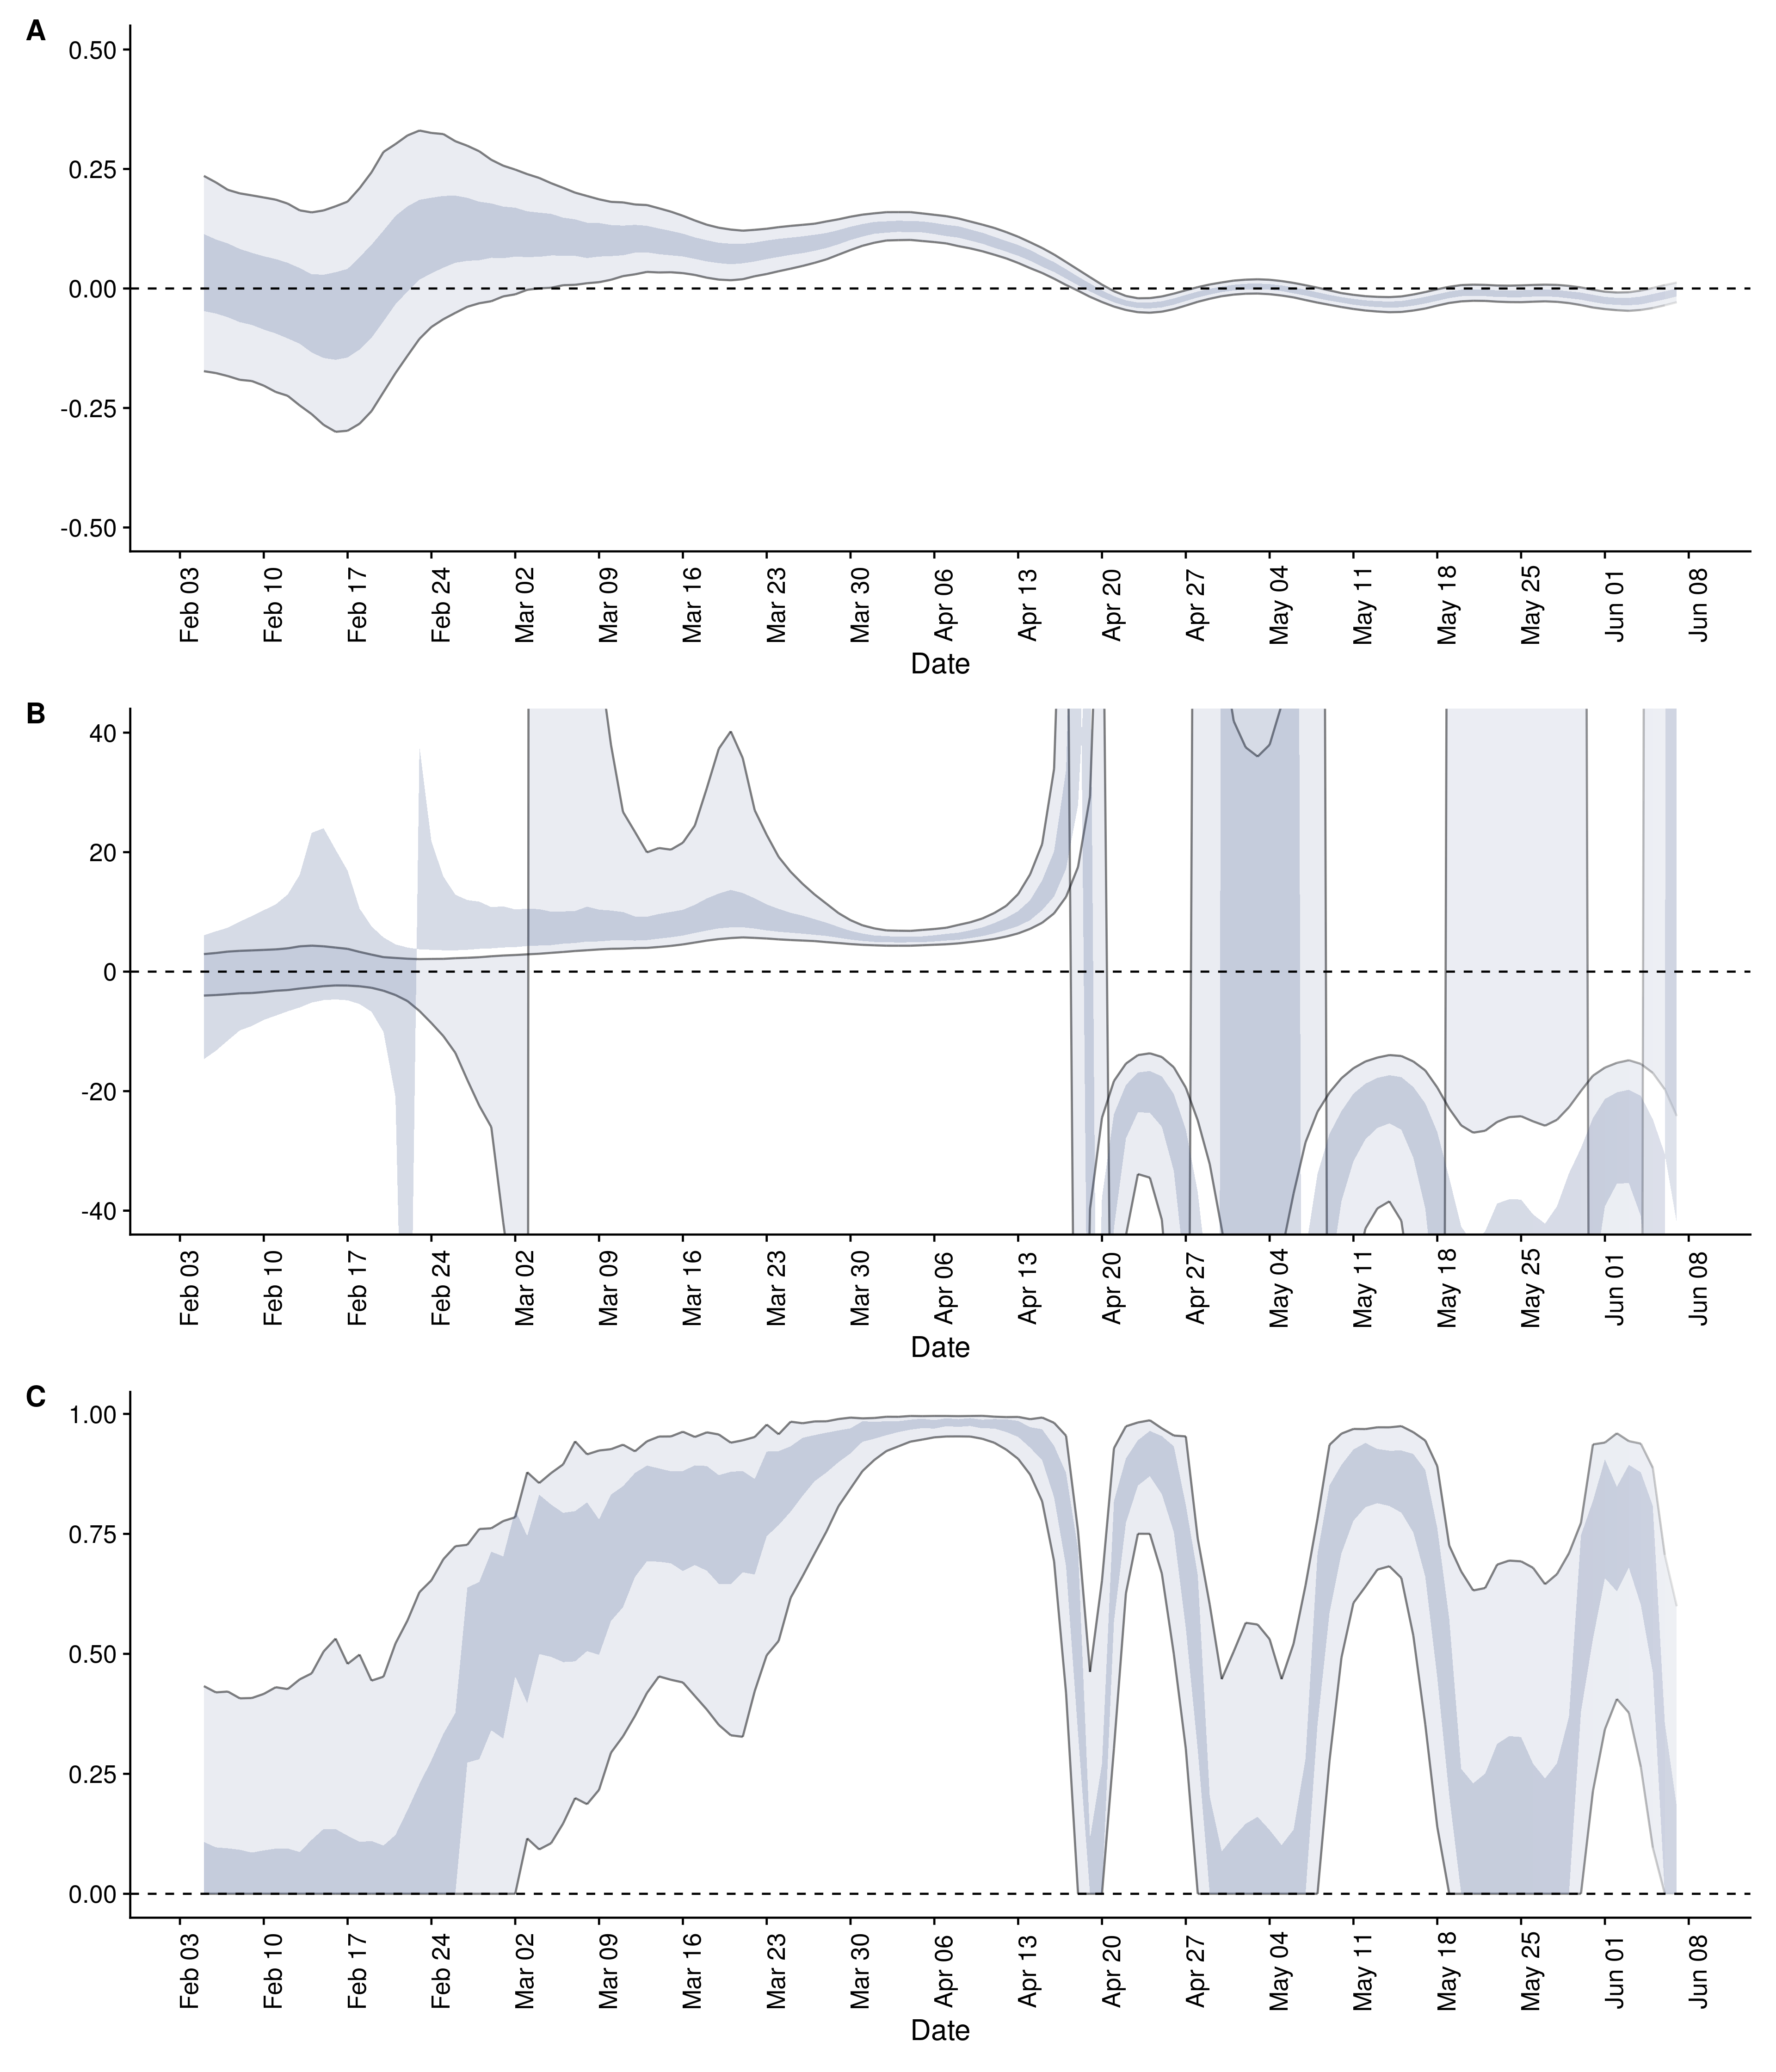 A
0.50
0.25
0.00
-0.25
-0.50
Feb 03
Feb 10
Feb 17
Feb 24
Mar 02
Mar 09
Mar 16
Mar 23
Mar 30
Apr 06
Apr 13
Apr 20
Apr 27
May 04
May 11
May 18
May 25
Jun 01
Jun 08
Date
B
40
20
0
-20
-40
Feb 03
Feb 10
Feb 17
Feb 24
Mar 02
Mar 09
Mar 16
Mar 23
Mar 30
Apr 06
Apr 13
Apr 20
Apr 27
May 04
May 11
May 18
May 25
Jun 01
Jun 08
Date
C
1.00
0.75
0.50
0.25
0.00
Feb 03
Feb 10
Feb 17
Feb 24
Mar 02
Mar 09
Mar 16
Mar 23
Mar 30
Apr 06
Apr 13
Apr 20
Apr 27
May 04
May 11
May 18
May 25
Jun 01
Jun 08
Date